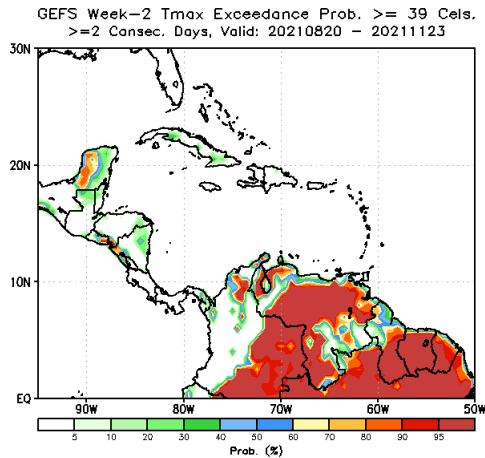 GEFS Week-2 Tmax Exceedance Prob. >= 39 Cels.
>=2 Consec. Days, Valid: 20210820 - 20211123
30N
20N
10N
EQ
90W 80W 70W 60W 50W
5 10 20 30 40 50 60 70 80 90 95
Prob. (%)